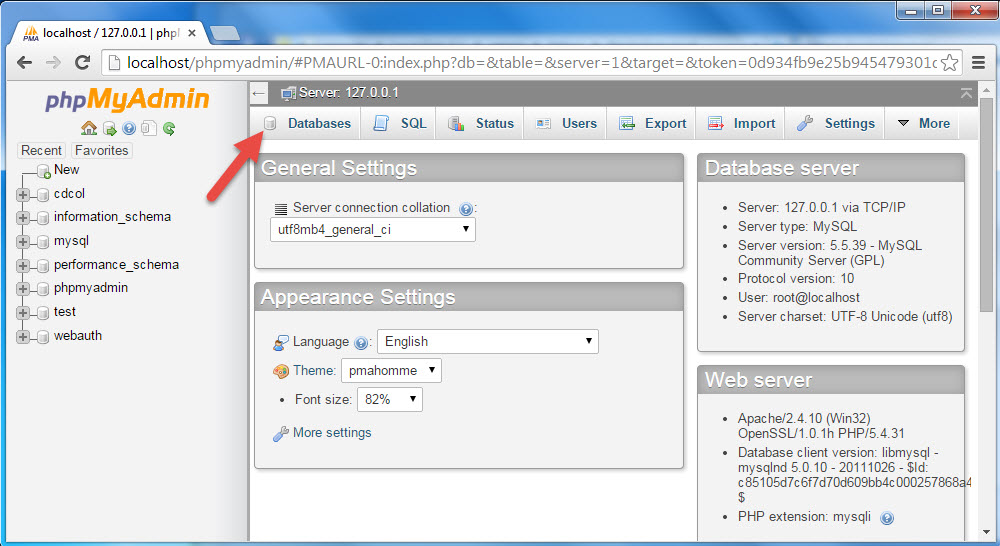 localhost / 127.0.0.1 | phpl
localhost/phpmyadmin/#PMAURL-0:index.php?db=&table=&server=1&target=&token=0d934fb9e25b945479301c
phpMyAdmin
Recent Favorites
New
cdcol
information_schema
mysql
performance_schema
phpmyadmin
test
webauth
Server: 127.0.0.1
Databases SQL Status Users Export Import Settings More
General Settings
Server connection collation :
utf8mb4_general_ci
Appearance Settings
Language : English
Theme: pmahomme
• Font size: 82%
More settings
Database server
• Server: 127.0.0.1 via TCP/IP
• Server type: MySQL
• Server version: 5.5.39 - MySQL
Community Server (GPL)
• Protocol version: 10
• User: root@localhost
• Server charset: UTF-8 Unicode (utf8)
Web server
• Apache/2.4.10 (Win32)
OpenSSL/1.0.1h PHP/5.4.31
• Database client version: libmysql -
mysqlnd 5.0.10 - 20111026 - $Id:
c85105d7c6f7d70d609bb4c000257868a4
$
• PHP extension: mysqli